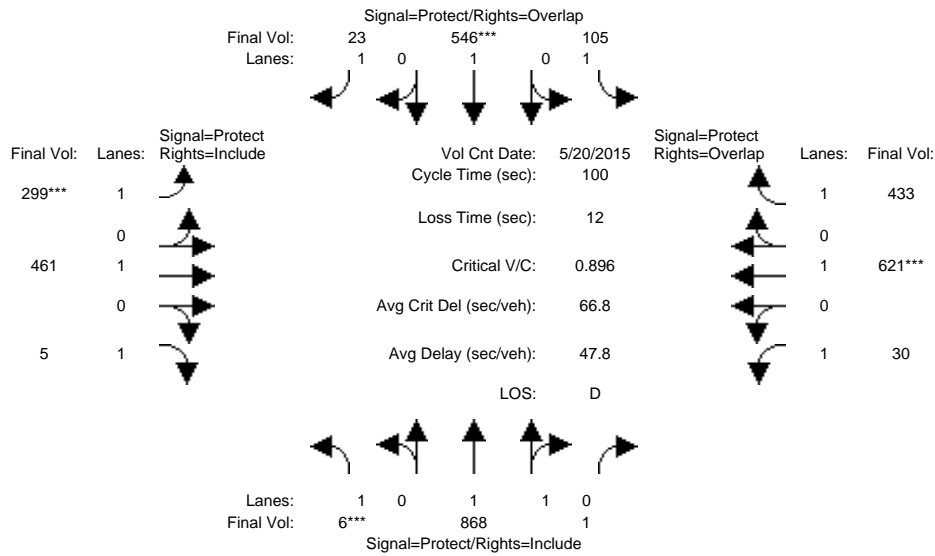 Signal=Protect/Rights=Overlap
Final Vol: 23 546*** 105
Lanes: 1 0 1 0 1
Signal=Protect Signal=Protect
Final Vol: Lanes: Rights=Include Vol Cnt Date: 5/20/2015 Rights=Overlap Lanes: Final Vol:
Cycle Time (sec): 100
299*** 1 1 433
Loss Time (sec): 12
0 0
461 1 Critical V/C: 0.896 1 621***
0 Avg Crit Del (sec/veh): 66.8 0
5 1 Avg Delay (sec/veh): 47.8 1 30
LOS: D
Lanes: 1 0 1 1 0
Final Vol: 6*** 868 1
Signal=Protect/Rights=Include